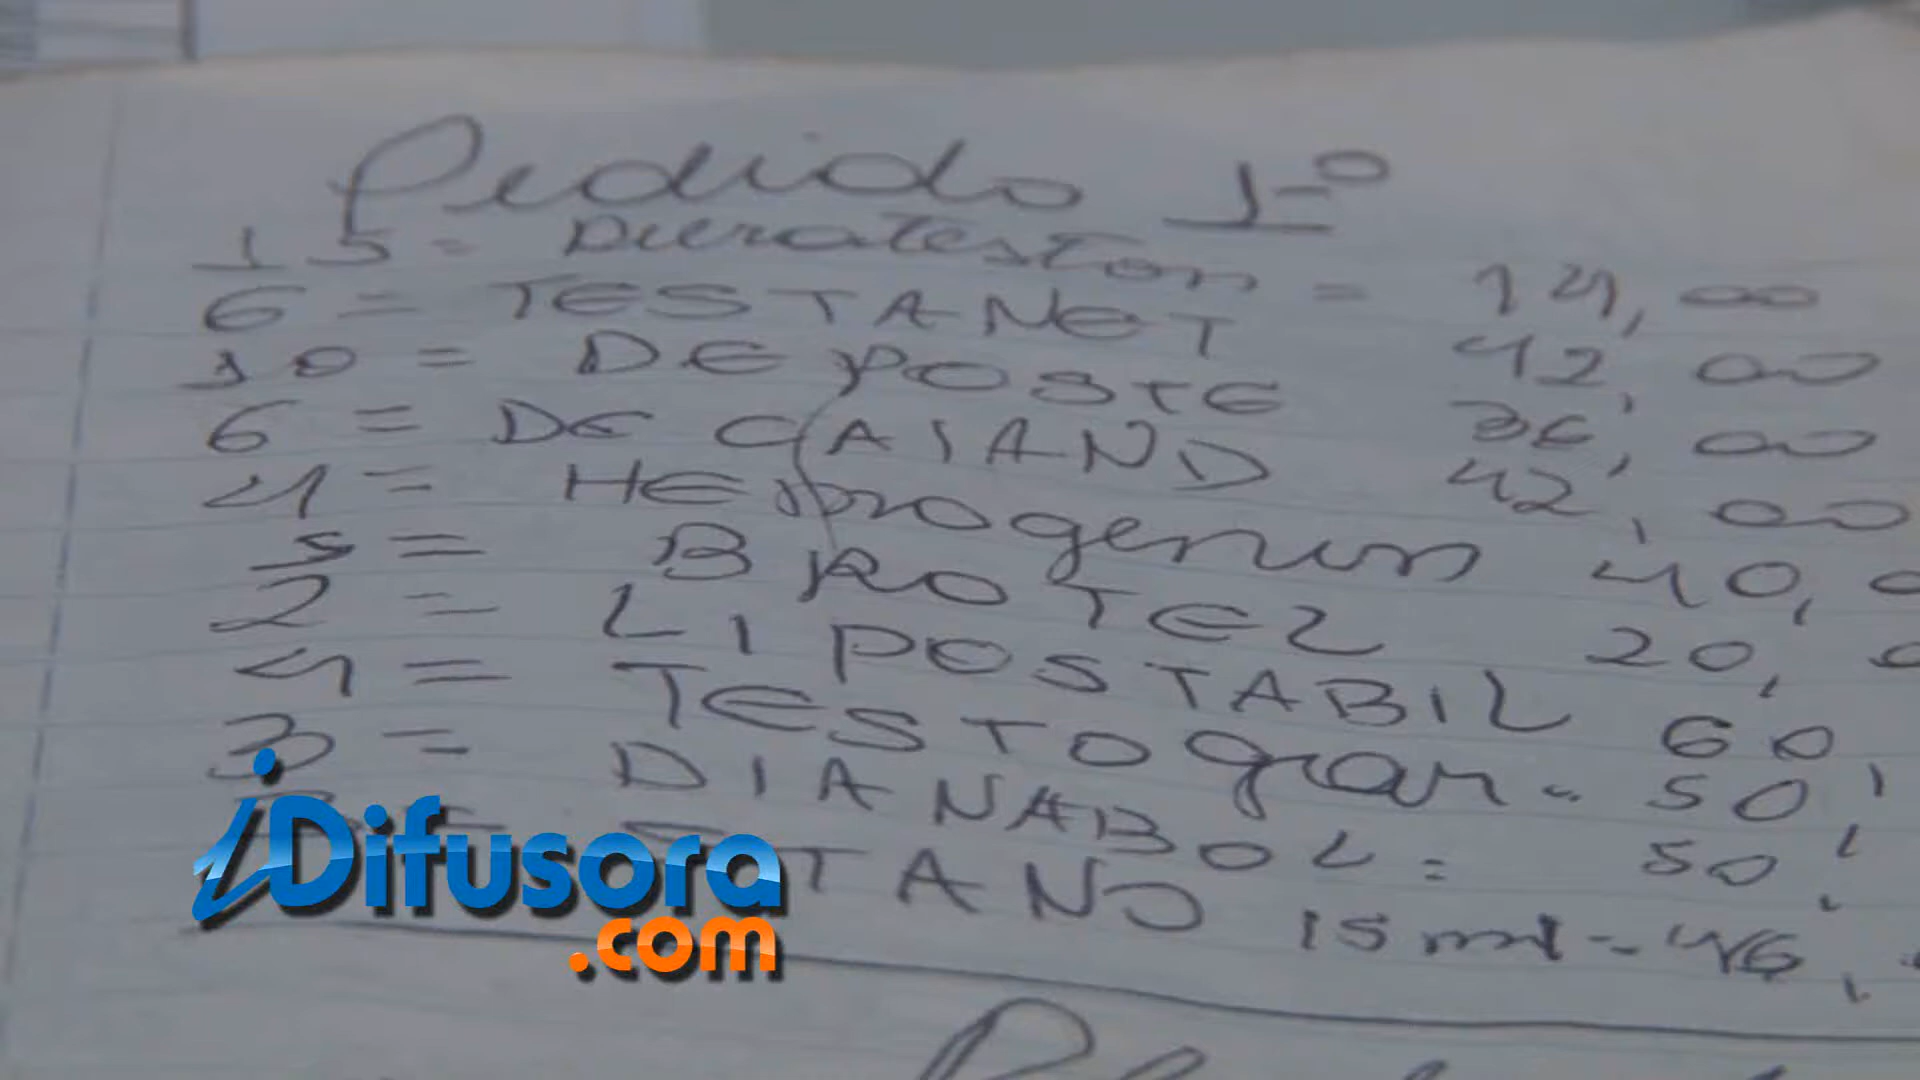 Pedido 1º
15 = Durateston = 14,00
6 = TESTANET 42,00
10 = DEPOSTE 36,00
6 = DECAIAND 42,00
4 = HEMOgenin 40,0
5 = BROTEL 20,
2 = LIPOSTABIL 60,
4 = TESTOgar = 50,
3 = DIANABOL = 50,
TANO 15 ml = 46,
iDifusora
.com